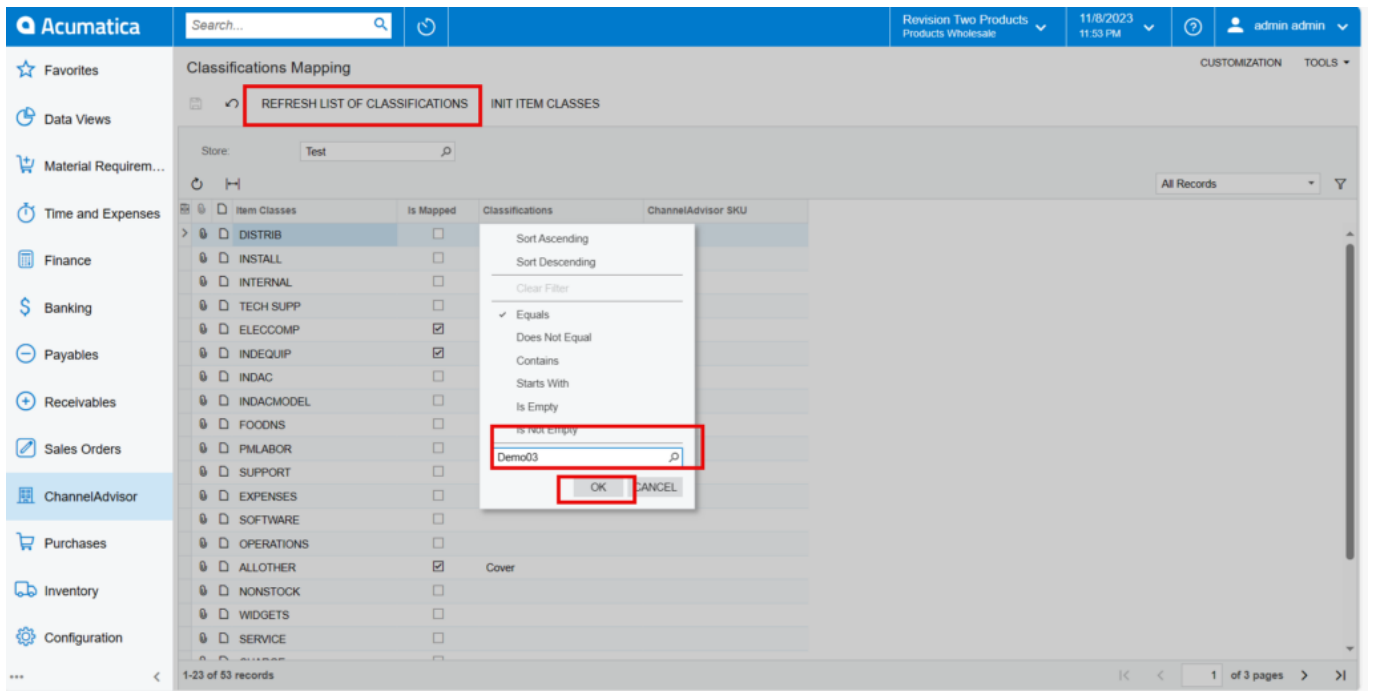 Acumatica
Search...
Revision Two Products
Products Wholesale
11/8/2023
11:53 PM
admin admin
Favorites
Data Views
Material Requirem...
Time and Expenses
Finance
Banking
Payables
Receivables
Sales Orders
ChannelAdvisor
Purchases
Inventory
Configuration
Classifications Mapping
CUSTOMIZATION TOOLS
REFRESH LIST OF CLASSIFICATIONS INIT ITEM CLASSES
Store: Test
All Records
Item Classes Is Mapped Classifications ChannelAdvisor SKU
DISTRIB
INSTALL
INTERNAL
TECH SUPP
ELECCOMP
INDEQUIP
INDAC
INDACMODEL
FOODNS
PMLABOR
SUPPORT
EXPENSES
SOFTWARE
OPERATIONS
ALLOTHER Cover
NONSTOCK
WIDGETS
SERVICE
Sort Ascending
Sort Descending
Clear Filter
Equals
Does Not Equal
Contains
Starts With
Is Empty
Is Not Empty
Demo03
OK CANCEL
1-23 of 53 records
1 of 3 pages